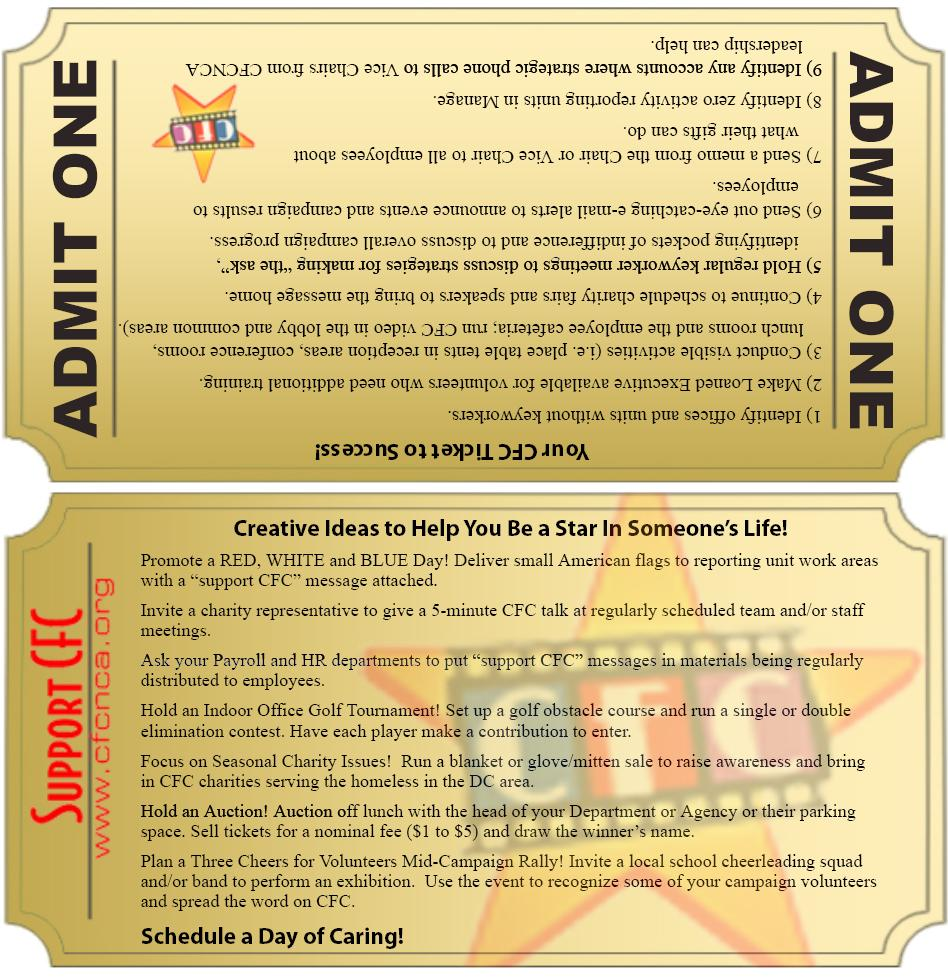 ADMIT ONE
Your CFC Ticket to Success!
1) Identify offices and units without keyworkers.
2) Make Loaned Executive available for volunteers who need additional training.
3) Conduct visible activities (i.e. place table tents in reception areas, conference rooms,
lunch rooms and the employee cafeteria; run CFC video in the lobby and common areas).
4) Continue to schedule charity fairs and speakers to bring the message home.
5) Hold regular keyworker meetings to discuss strategies for making “the ask”,
identifying pockets of indifference and to discuss overall campaign progress.
6) Send out eye-catching e-mail alerts to announce events and campaign results to
employees.
7) Send a memo from the Chair or Vice Chair to all employees about
what their gifts can do.
8) Identify zero activity reporting units in Manage.
9) Identify any accounts where strategic phone calls to Vice Chairs from CFCNCA
leadership can help.
CFC
ADMIT ONE
SUPPORT CFC
www.cfcnca.org
Creative Ideas to Help You Be a Star In Someone’s Life!
Promote a RED, WHITE and BLUE Day! Deliver small American flags to reporting unit work areas
with a “support CFC” message attached.
Invite a charity representative to give a 5-minute CFC talk at regularly scheduled team and/or staff
meetings.
Ask your Payroll and HR departments to put “support CFC” messages in materials being regularly
distributed to employees.
Hold an Indoor Office Golf Tournament! Set up a golf obstacle course and run a single or double
elimination contest. Have each player make a contribution to enter.
Focus on Seasonal Charity Issues!  Run a blanket or glove/mitten sale to raise awareness and bring
in CFC charities serving the homeless in the DC area.
Hold an Auction! Auction off lunch with the head of your Department or Agency or their parking
space. Sell tickets for a nominal fee ($1 to $5) and draw the winner’s name.
Plan a Three Cheers for Volunteers Mid-Campaign Rally! Invite a local school cheerleading squad
and/or band to perform an exhibition.  Use the event to recognize some of your campaign volunteers
and spread the word on CFC.
Schedule a Day of Caring!
CFC